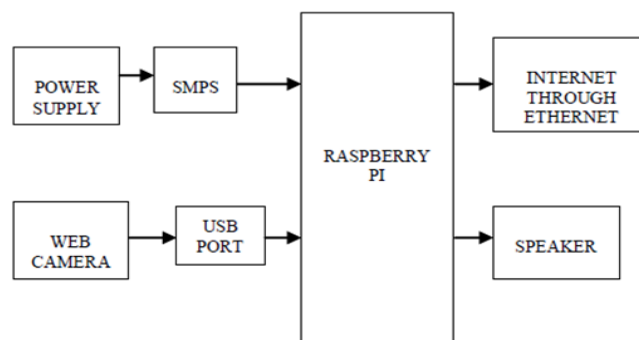 POWER
SUPPLY
SMPS
RASPBERRY
PI
INTERNET
THROUGH
ETHERNET
WEB
CAMERA
USB
PORT
SPEAKER